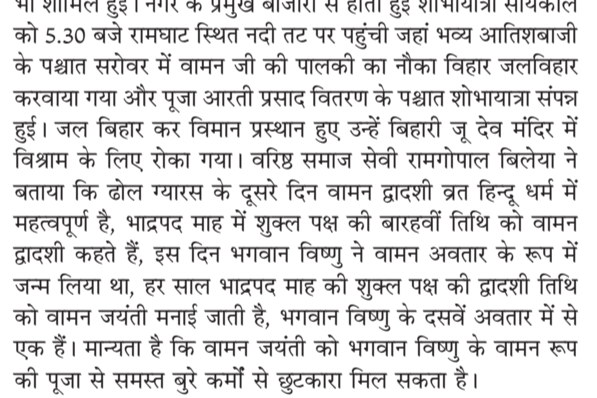 भी शामिल हुई। नगर के प्रमुख बाजारों से होती हुई शोभायात्रा सायंकाल
को 5.30 बजे रामघाट स्थित नदी तट पर पहुंची जहां भव्य आतिशबाजी
के पश्चात सरोवर में वामन जी की पालकी का नौका विहार जलविहार
करवाया गया और पूजा आरती प्रसाद वितरण के पश्चात शोभायात्रा संपन्न
हुई। जल बिहार कर विमान प्रस्थान हुए उन्हें बिहारी जू देव मंदिर में
विश्राम के लिए रोका गया। वरिष्ठ समाज सेवी रामगोपाल बिलेया ने
बताया कि ढोल ग्यारस के दूसरे दिन वामन द्वादशी व्रत हिन्दू धर्म में
महत्वपूर्ण है, भाद्रपद माह में शुक्ल पक्ष की बारहवीं तिथि को वामन
द्वादशी कहते हैं, इस दिन भगवान विष्णु ने वामन अवतार के रूप में
जन्म लिया था, हर साल भाद्रपद माह की शुक्ल पक्ष की द्वादशी तिथि
को वामन जयंती मनाई जाती है, भगवान विष्णु के दसवें अवतार में से
एक हैं। मान्यता है कि वामन जयंती को भगवान विष्णु के वामन रूप
की पूजा से समस्त बुरे कर्मों से छुटकारा मिल सकता है।